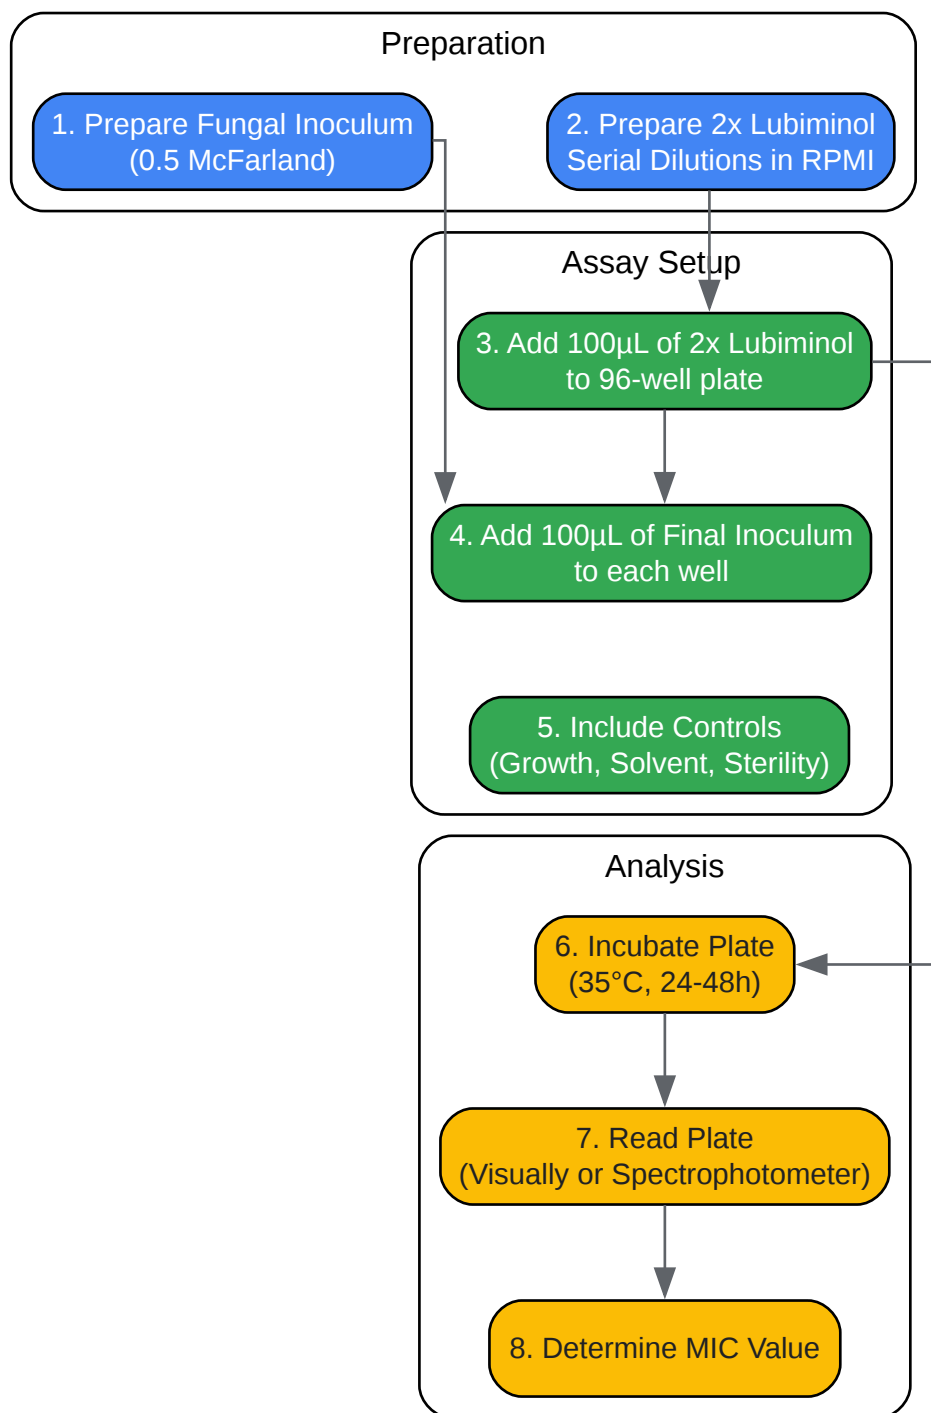 Preparation
1. Prepare Fungal Inoculum
(0.5 McFarland)
2. Prepare 2x Lubiminol
Serial Dilutions in RPMI
Assay Setup
3. Add 100µL of 2x Lubiminol
to 96-well plate
4. Add 100µL of Final Inoculum
to each well
5. Include Controls
(Growth, Solvent, Sterility)
Analysis
6. Incubate Plate
(35°C, 24-48h)
7. Read Plate
(Visually or Spectrophotometer)
8. Determine MIC Value